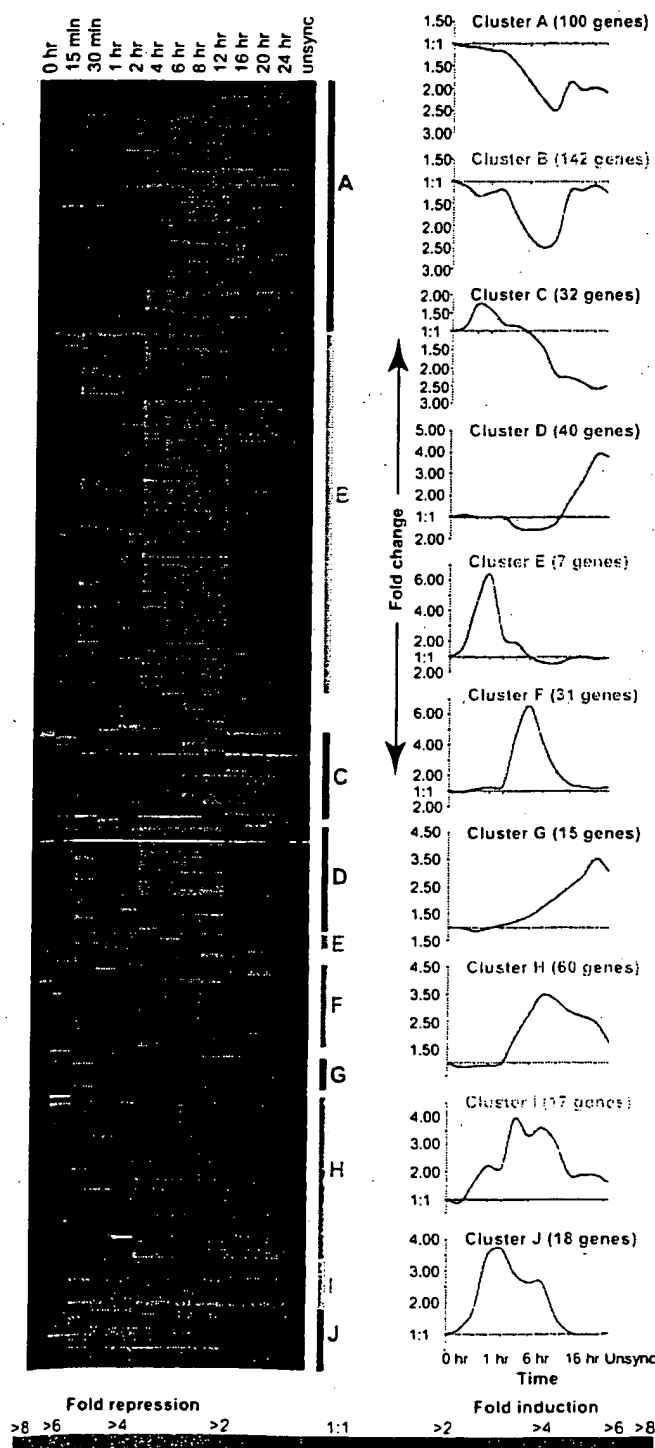 0 hr
15 min
30 min
1 hr
2 hr
4 hr
6 hr
8 hr
12 hr
16 hr
20 hr
24 hr
unsync
A
B
C
D
E
F
G
H
I
J
Fold change
Cluster A (100 genes)
1.50
1:1
1.50
2.00
2.50
3.00
Cluster B (142 genes)
1.50
1:1
1.50
2.00
2.50
3.00
Cluster C (32 genes)
2.00
1.50
1:1
1.50
2.00
2.50
3.00
Cluster D (40 genes)
5.00
4.00
3.00
2.00
1:1
2.00
Cluster E (7 genes)
6.00
4.00
2.00
1:1
2.00
Cluster F (31 genes)
6.00
4.00
2.00
1:1
2.00
Cluster G (15 genes)
4.50
3.50
2.50
1.50
1.50
Cluster H (60 genes)
4.50
3.50
2.50
1.50
Cluster I (17 genes)
4.00
3.00
2.00
1:1
Cluster J (18 genes)
4.00
3.00
2.00
1:1
0 hr 1 hr 6 hr 16 hr Unsync
Time
Fold repression Fold induction
>8 >6 >4 >2 1:1 >2 >4 >6 >8